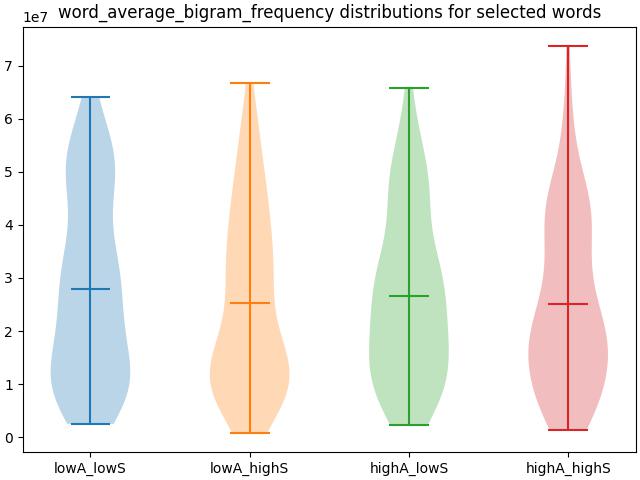 word_average_bigram_frequency distributions for selected words
1e7
7
6
5
4
3
2
1
0
lowA_lowS
lowA_highS
highA_lowS
highA_highS